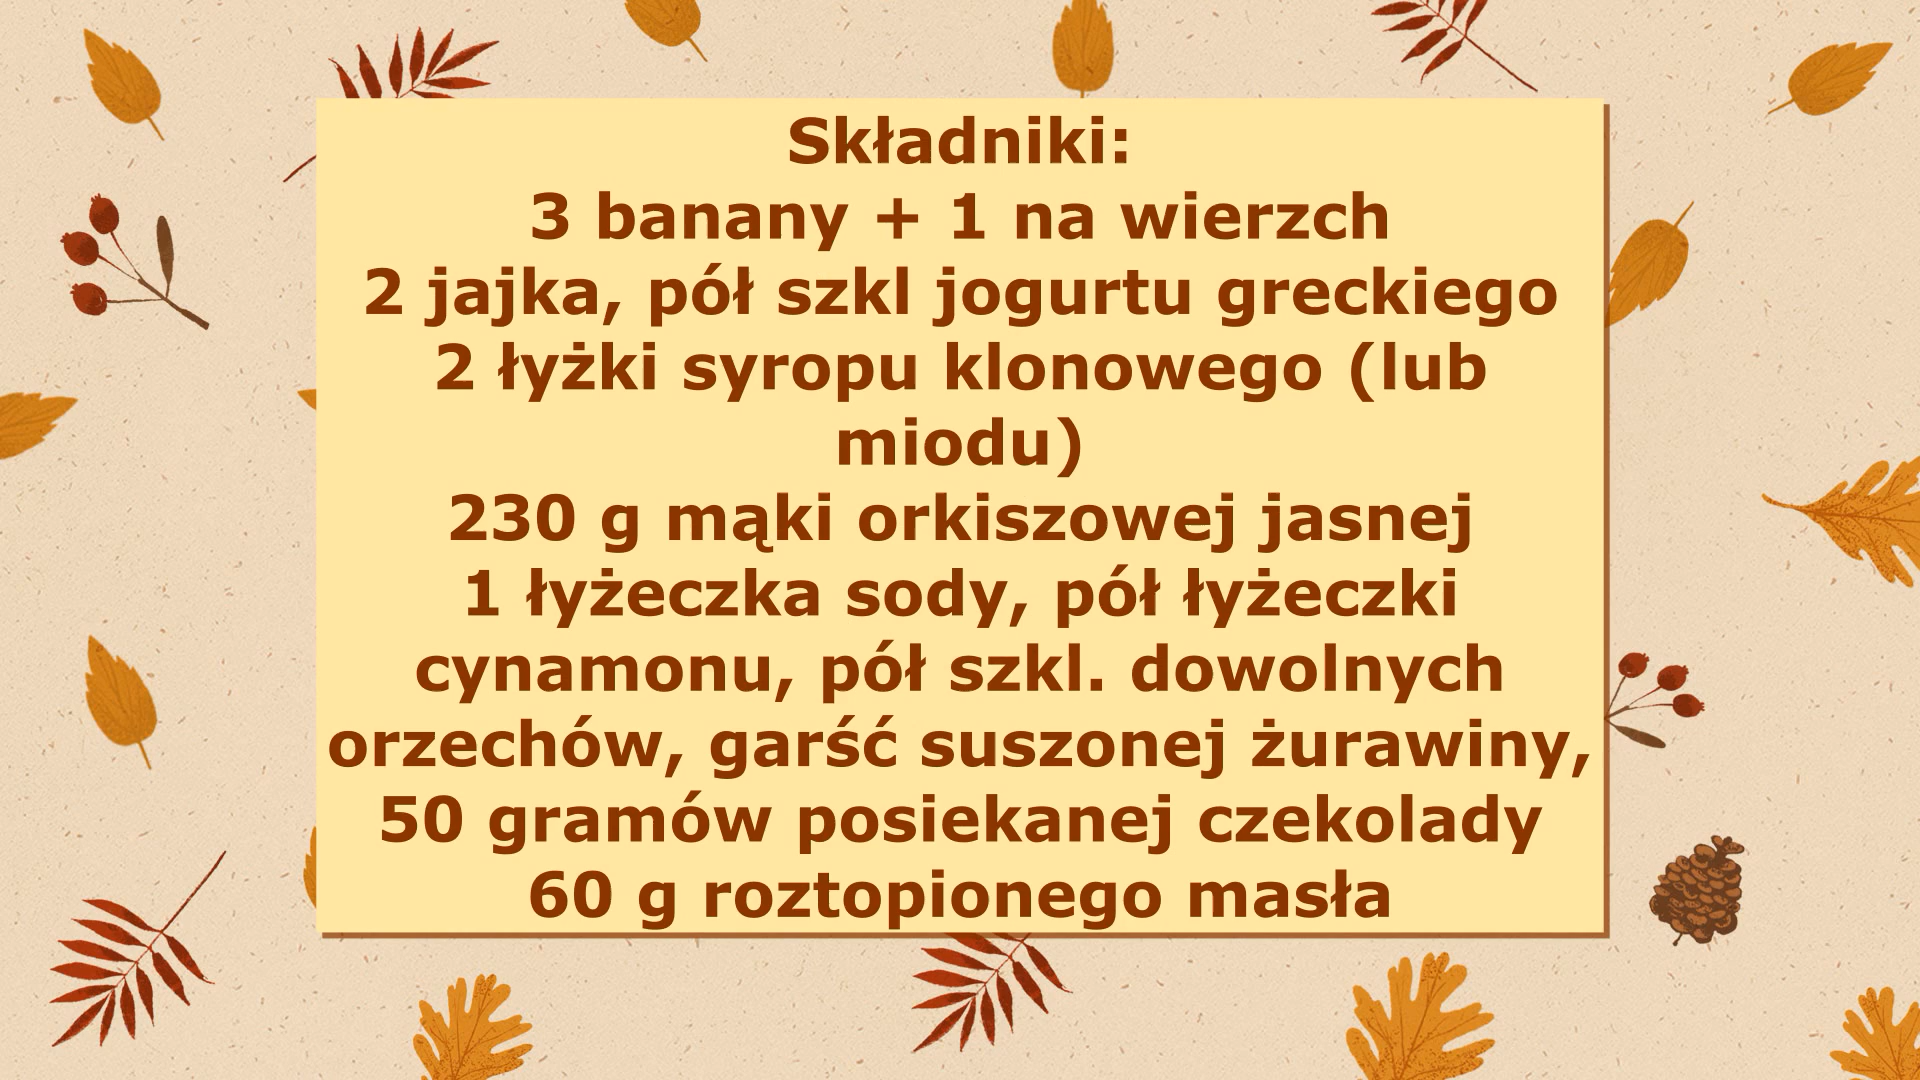 Składniki:
3 banany + 1 na wierzch
2 jajka, pół szkl jogurtu greckiego
2 łyżki syropu klonowego (lub
miodu)
230 g mąki orkiszowej jasnej
1 łyżeczka sody, pół łyżeczki
cynamonu, pół szkl. dowolnych
orzechów, garść suszonej żurawiny,
50 gramów posiekanej czekolady
60 g roztopionego masła